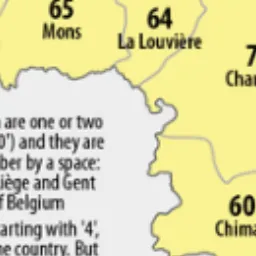 65
Mons
64
La Louvière
7
Char
60
Chima
are one or two
0') and they are
ber by a space:
iège and Gent
f Belgium
arting with '4',
e country. But